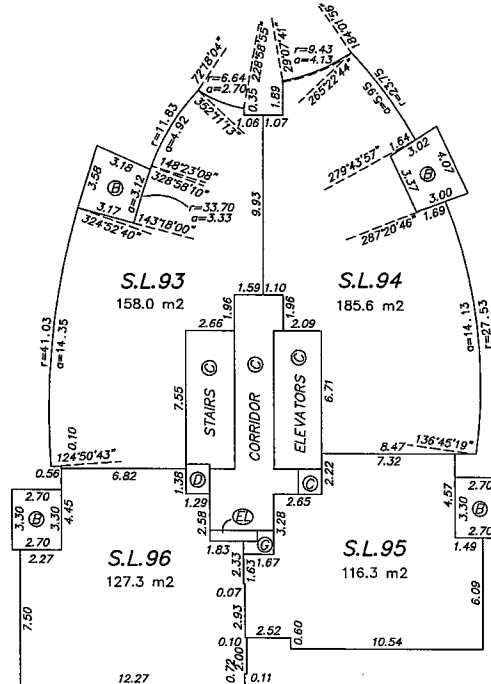 184°01'56"
72°18'04"
r=6.64
a=2.70
228°58'55"
29°07'41"
r=9.43
a=4.13
265°22'44"
r=23.75
a=5.95
352°11'13"
0.35
1.89
1.06
1.07
r=11.83
a=4.92
1.64
3.02
4.07
B
279°43'57"
3.37
3.00
1.69
287°20'46"
3.18
3.58
B
3.17
a=3.12
148°23'08"
328°58'10"
r=33.70
a=3.33
324°52'40"
143°18'00"
9.93
S.L.93
158.0 m2
S.L.94
185.6 m2
1.59
1.10
1.96
1.96
2.66
2.09
r=41.03
a=14.35
a=14.13
r=27.53
7.55
STAIRS C
CORRIDOR C
ELEVATORS C
6.71
0.10
124°50'43"
136°45'19"
8.47
7.32
0.56
6.82
1.38
D
1.29
2.22
C
2.65
2.70
3.30
B
3.30
4.45
2.70
2.27
2.58
EL
3.28
1.83
G
1.67
4.57
2.70
3.30
B
2.70
1.49
S.L.96
127.3 m2
S.L.95
116.3 m2
2.33
1.63
0.07
7.50
2.93
6.09
0.10
2.52
0.60
10.54
2.00
0.72
12.27
0.11